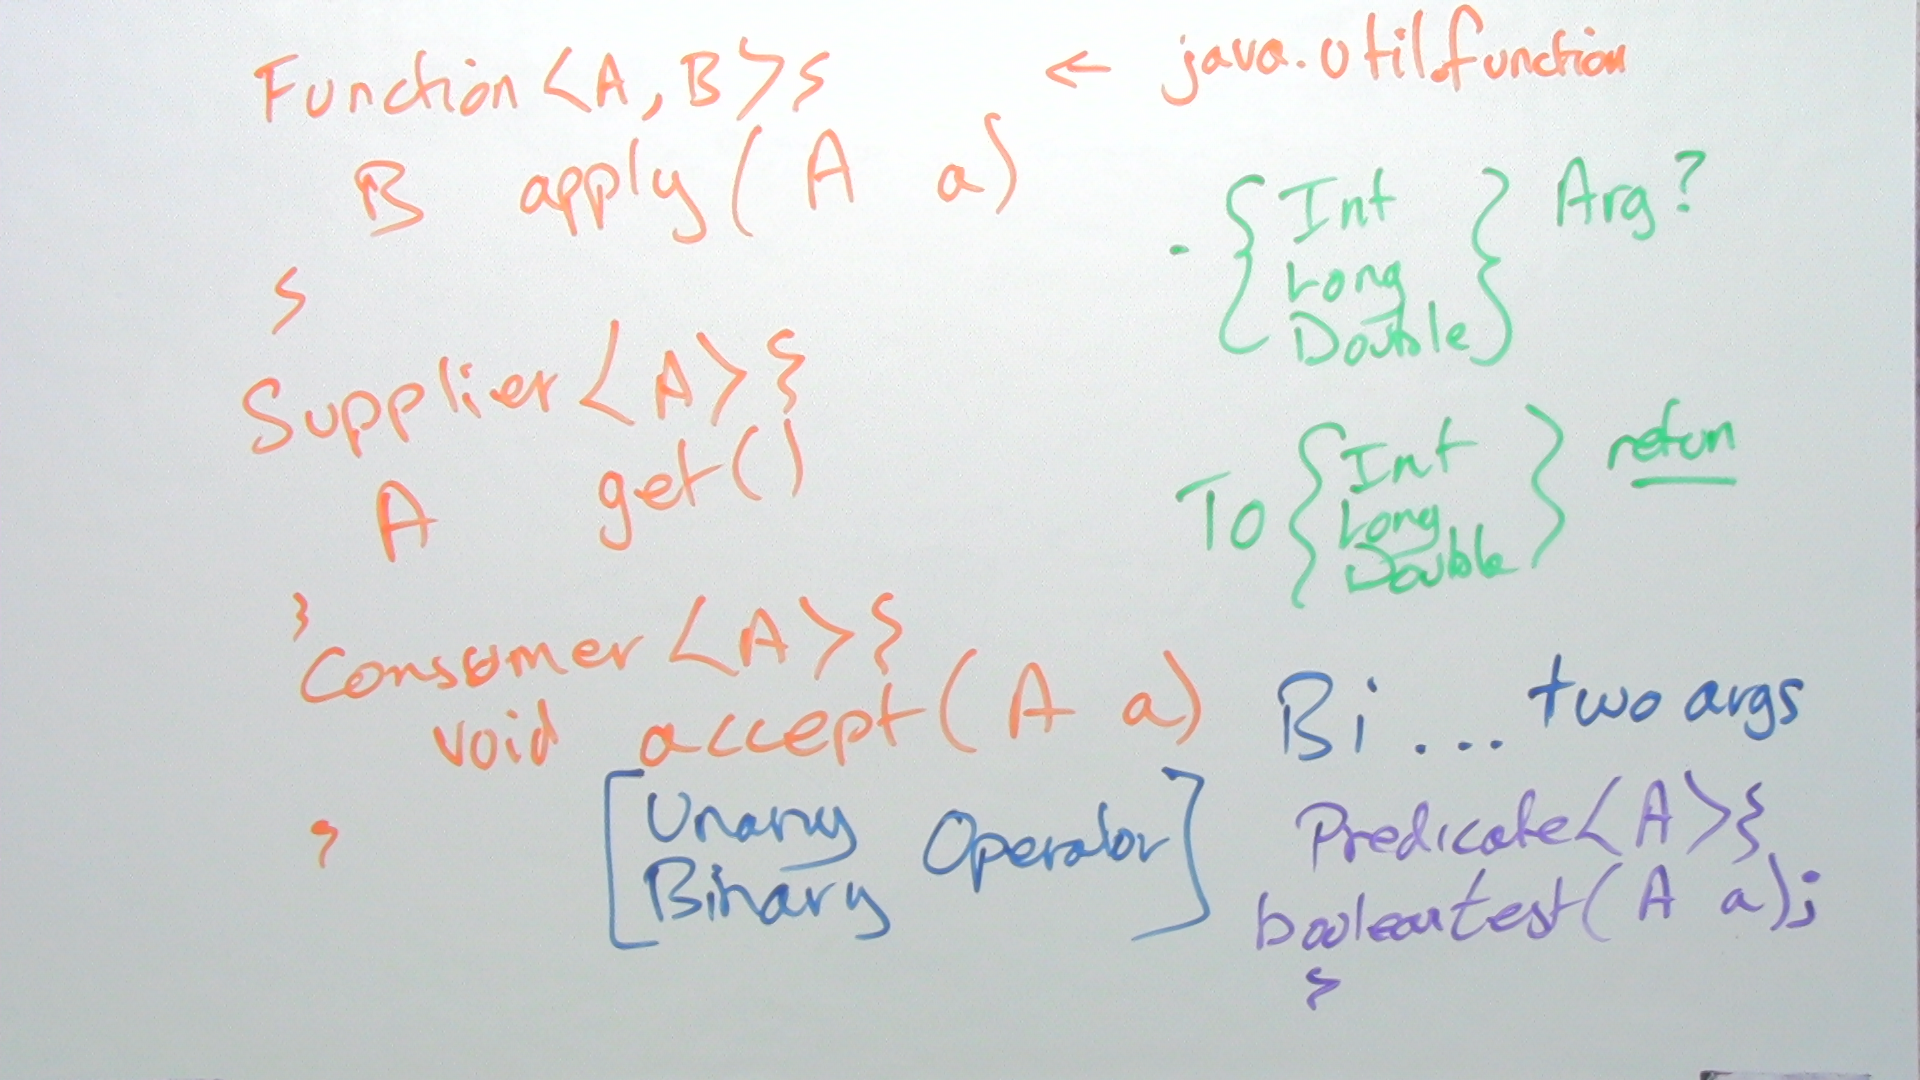 Function <A, B> {
B apply ( A a)
}
Supplier <A> {
A get()
}
Consumer <A> {
void accept ( A a)
}
[ Unary
Binary Operator ]
← java.util.function
. { Int
Long
Double } Arg?
To { Int
Long
Double } return
Bi ... two args
Predicate <A> {
boolean test ( A a);
}